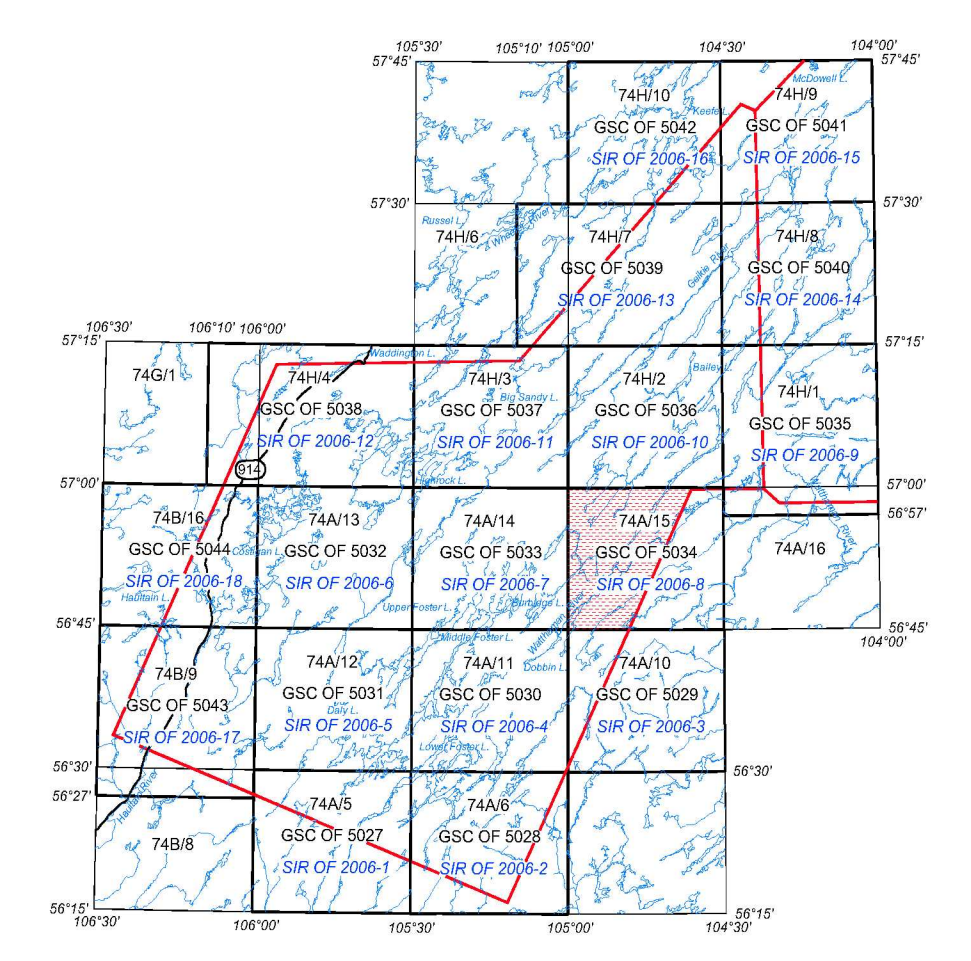 105°30' 105°10' 105°00' 104°30' 104°00'
57°45' 57°45'
McDowell L.
74H/10 Keefe L. 74H/9
GSC OF 5042 GSC OF 5041
SIR OF 2006-16 SIR OF 2006-15
57°30' 57°30'
Russel L. Wheeler River
74H/6 74H/7 74H/8
Geikie River
GSC OF 5039 GSC OF 5040
SIR OF 2006-13 SIR OF 2006-14
106°30' 106°10' 106°00'
57°15' 57°15'
Waddington L.
74G/1 74H/4 74H/3 74H/2 Bailey L. 74H/1
Big Sandy L.
GSC OF 5038 GSC OF 5037 GSC OF 5036 GSC OF 5035
SIR OF 2006-12 SIR OF 2006-11 SIR OF 2006-10 SIR OF 2006-9
914
Highrock L.
57°00' 57°00'
Wathaman River
56°57'
74B/16 74A/13 74A/14 74A/15 74A/16
GSC OF 5044 Costigan L. GSC OF 5032 GSC OF 5033 GSC OF 5034
SIR OF 2006-18 SIR OF 2006-6 SIR OF 2006-7 SIR OF 2006-8
Haultain L. Upper Foster L. Burbidge L.
56°45' 56°45'
104°00'
Middle Foster L.
74B/9 74A/12 74A/11 Dobbin L. 74A/10
GSC OF 5043 GSC OF 5031 GSC OF 5030 GSC OF 5029
Daly L.
SIR OF 2006-17 SIR OF 2006-5 SIR OF 2006-4 SIR OF 2006-3
Lower Foster L.
56°30' 56°30'
Haultain River
56°27'
74B/8 74A/5 74A/6
GSC OF 5027 GSC OF 5028
SIR OF 2006-1 SIR OF 2006-2
56°15' 56°15'
106°30' 106°00' 105°30' 105°00' 104°30'